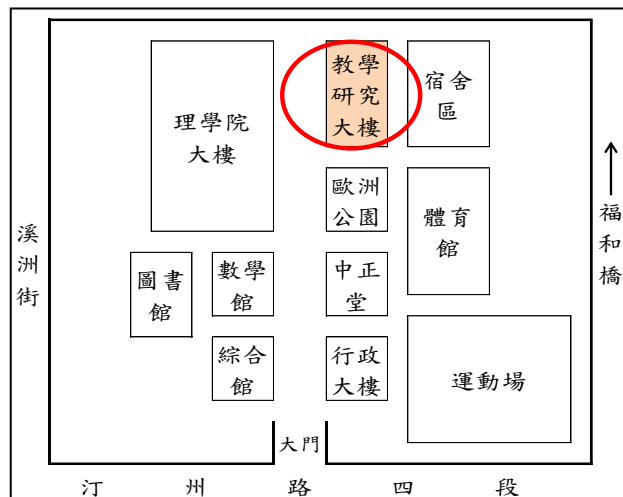 教學
研究
大樓
宿舍
區
理學院
大樓
歐洲
公園
體育
館
福和橋
溪洲街
圖書
館
數學
館
中正
堂
綜合
館
行政
大樓
運動場
大門
汀州路四段